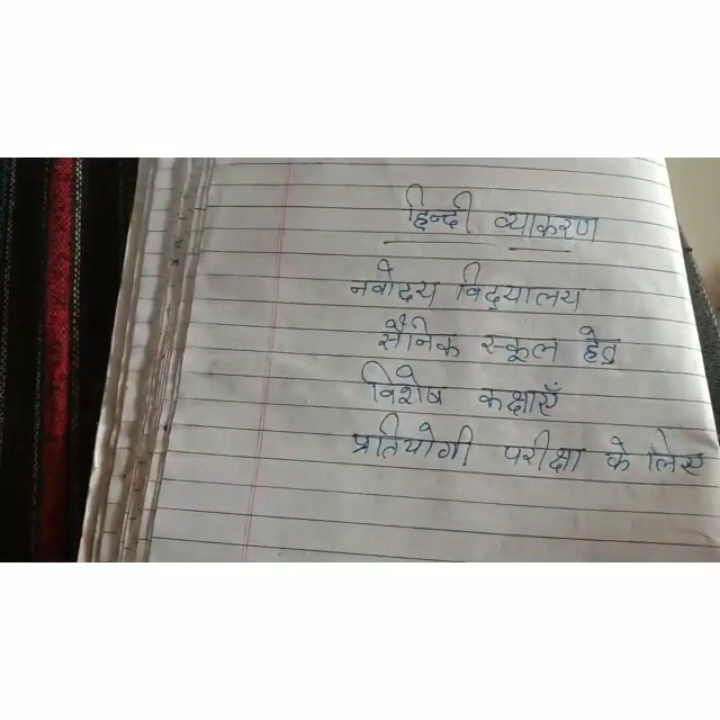 हिन्दी व्याकरण
नवोदय विद्यालय
सैनिक स्कूल हेतु
विशेष कक्षाएँ
प्रतियोगी परीक्षा के लिए